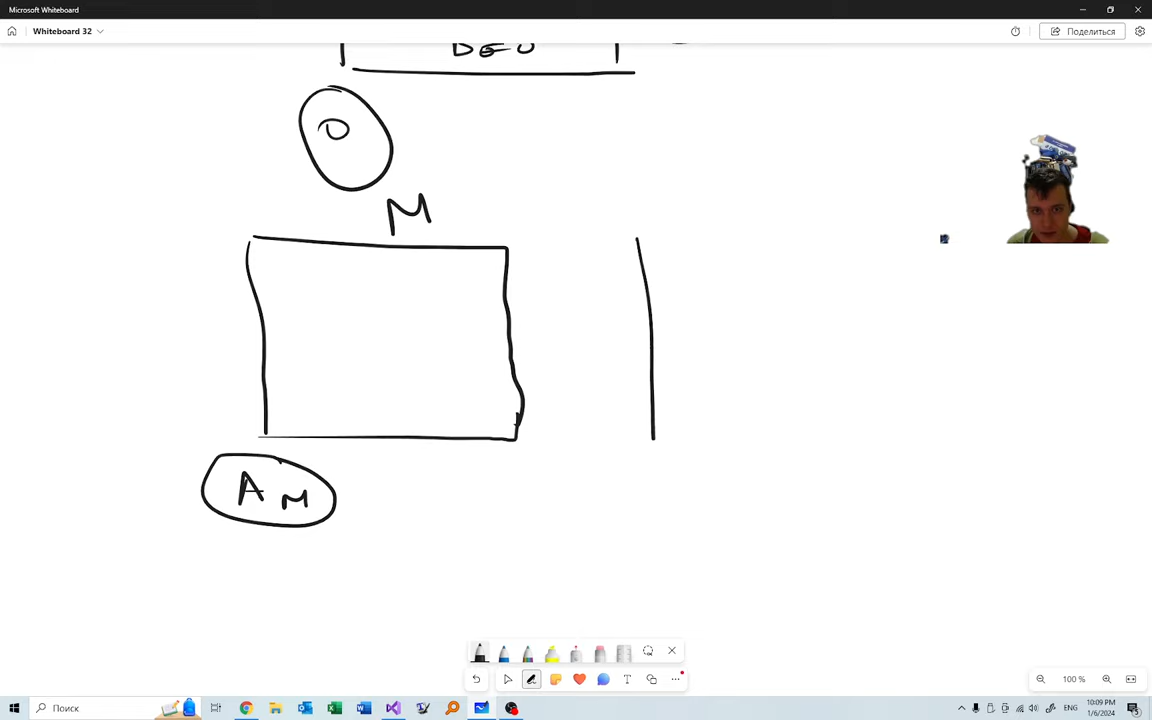 Microsoft Whiteboard
Whiteboard 32
Поделиться
O
M
A M
100 %
Поиск
ENG
10:09 PM
1/6/2024